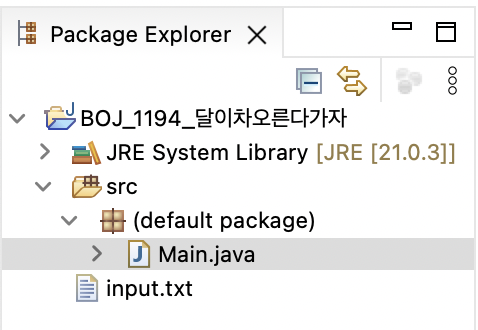 Package Explorer
BOJ_1194_달이차오른다가자
JRE System Library [JRE [21.0.3]]
src
(default package)
Main.java
input.txt